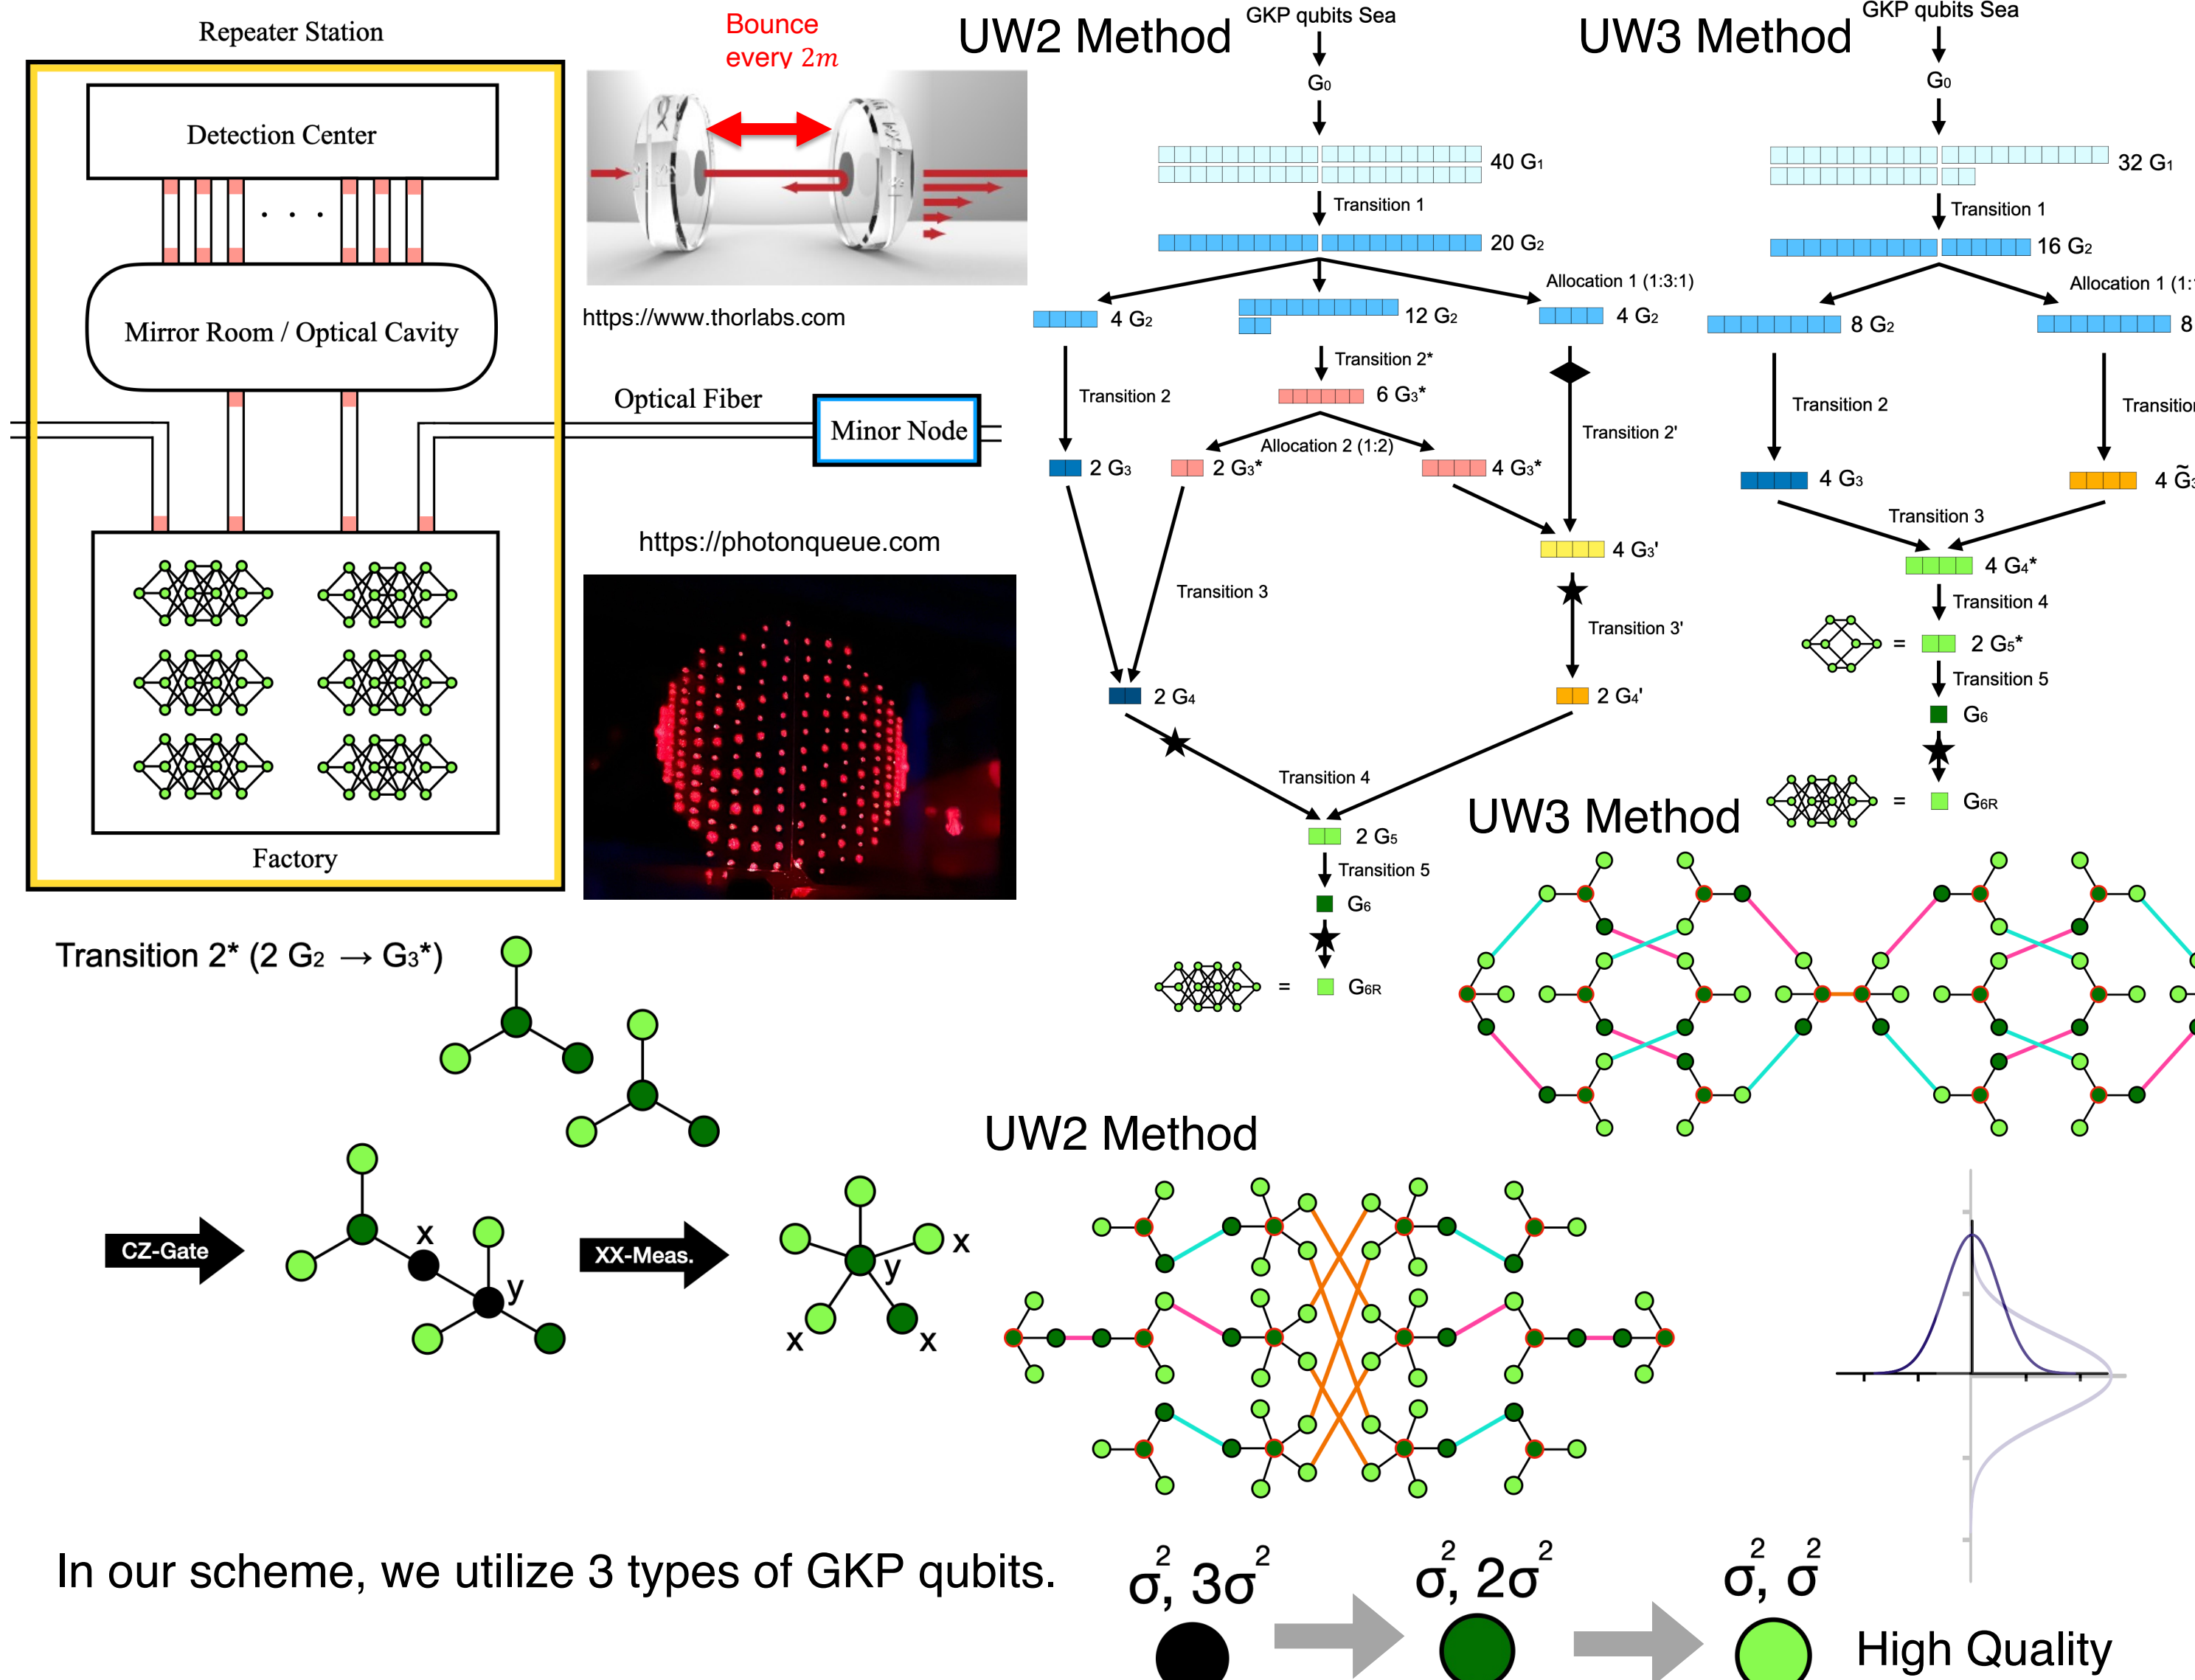 Repeater Station
Detection Center
. . .
Mirror Room / Optical Cavity
Factory
Optical Fiber
Minor Node
Bounce
every 2m
https://www.thorlabs.com
https://photonqueue.com
UW2 Method
GKP qubits Sea
G0
40 G1
Transition 1
20 G2
Allocation 1 (1:3:1)
4 G2
12 G2
4 G2
Transition 2
Transition 2*
6 G3*
Transition 2'
Allocation 2 (1:2)
2 G3
2 G3*
4 G3*
4 G3'
Transition 3
Transition 3'
2 G4
2 G4'
Transition 4
2 G5
Transition 5
G6
= G6R
UW3 Method
GKP qubits Sea
G0
32 G1
Transition 1
16 G2
Allocation 1 (1:
8 G2
8
Transition 2
4 G3
4 G̃3
Transition 3
4 G4*
Transition 4
= 2 G5*
Transition 5
G6
= G6R
UW3 Method
Transition 2* (2 G2 → G3*)
CZ-Gate
x
y
XX-Meas.
x
y
x
x
UW2 Method
In our scheme, we utilize 3 types of GKP qubits.
σ², 3σ²
σ², 2σ²
σ², σ²
High Quality